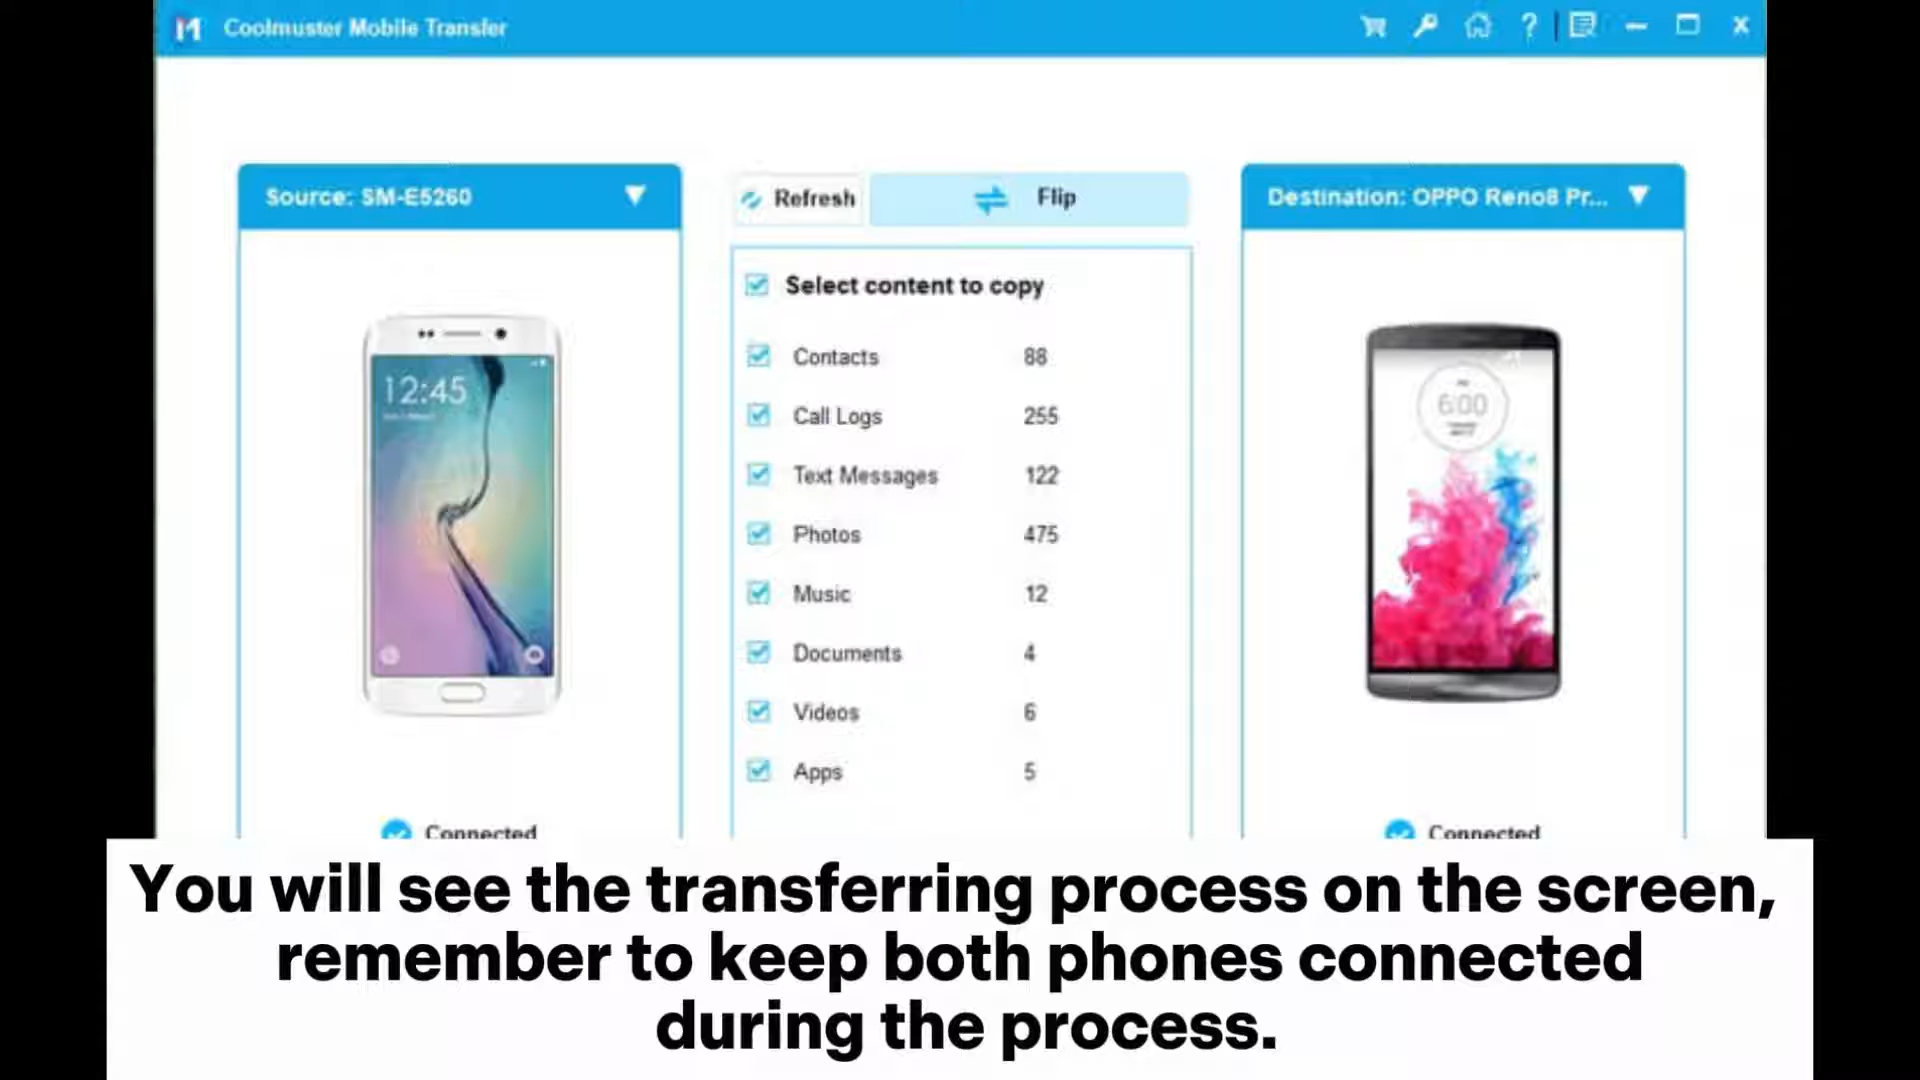 Coolmuster Mobile Transfer
Source: SM-E5260
Refresh
Flip
Destination: OPPO Reno8 Pr...
Select content to copy
Contacts 88
Call Logs 255
Text Messages 122
Photos 475
Music 12
Documents 4
Videos 6
Apps 5
12:45
6:00
Connected
Connected
You will see the transferring process on the screen,
remember to keep both phones connected
during the process.